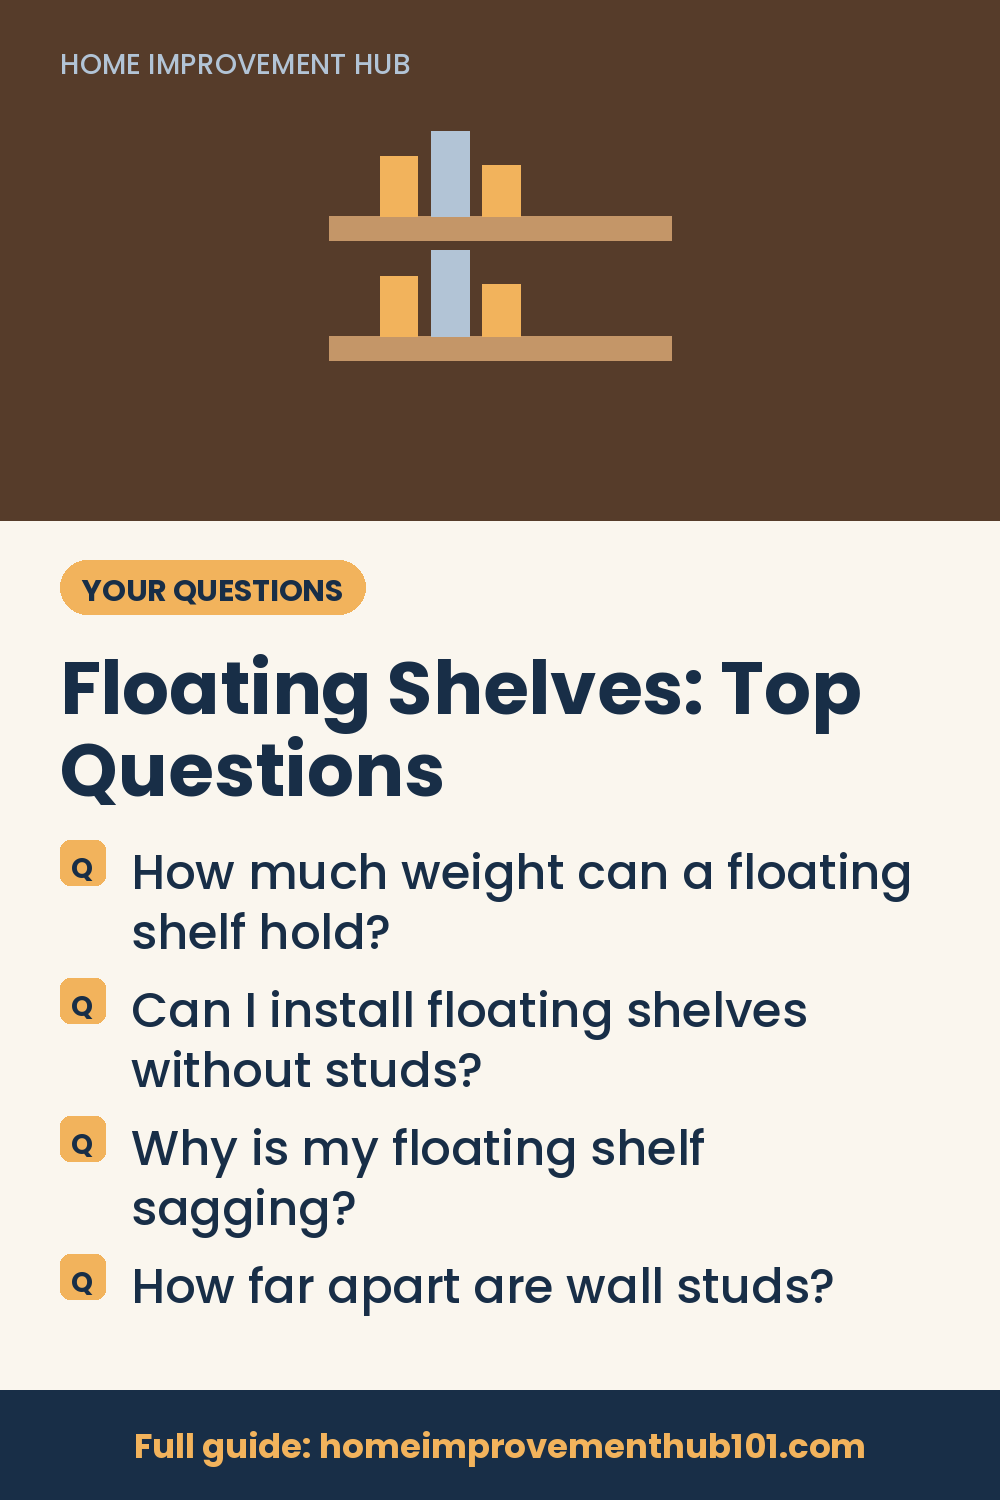 HOME IMPROVEMENT HUB
YOUR QUESTIONS
Floating Shelves: Top
Questions
Q How much weight can a floating
shelf hold?
Q Can I install floating shelves
without studs?
Q Why is my floating shelf
sagging?
Q How far apart are wall studs?
Full guide: homeimprovementhub101.com